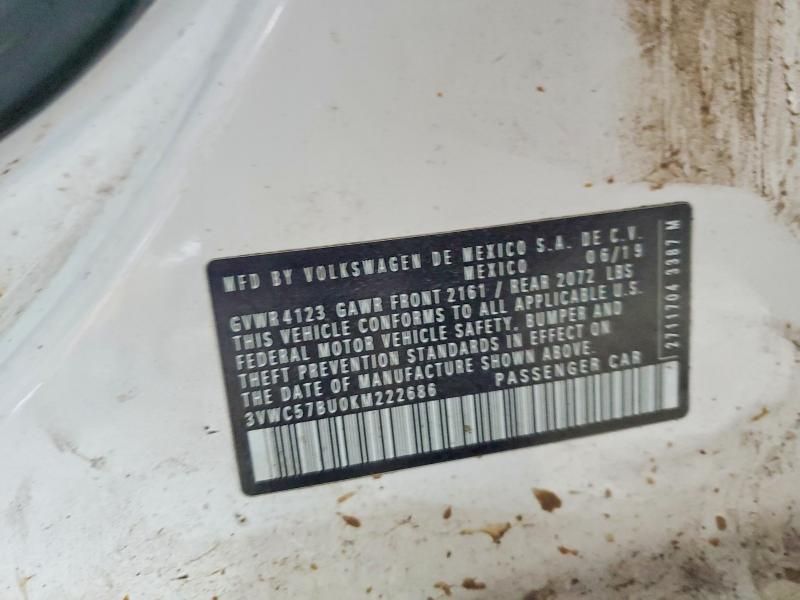 MFD BY VOLKSWAGEN DE MEXICO S.A. DE C.V.
MEXICO 06/19
GVWR 4123 GAWR FRONT 2161 / REAR 2072 LBS
THIS VEHICLE CONFORMS TO ALL APPLICABLE U.S.
FEDERAL MOTOR VEHICLE SAFETY, BUMPER AND
THEFT PREVENTION STANDARDS IN EFFECT ON
THE DATE OF MANUFACTURE SHOWN ABOVE.
3VWC57BU0KM222686 PASSENGER CAR
2711704 3387 M